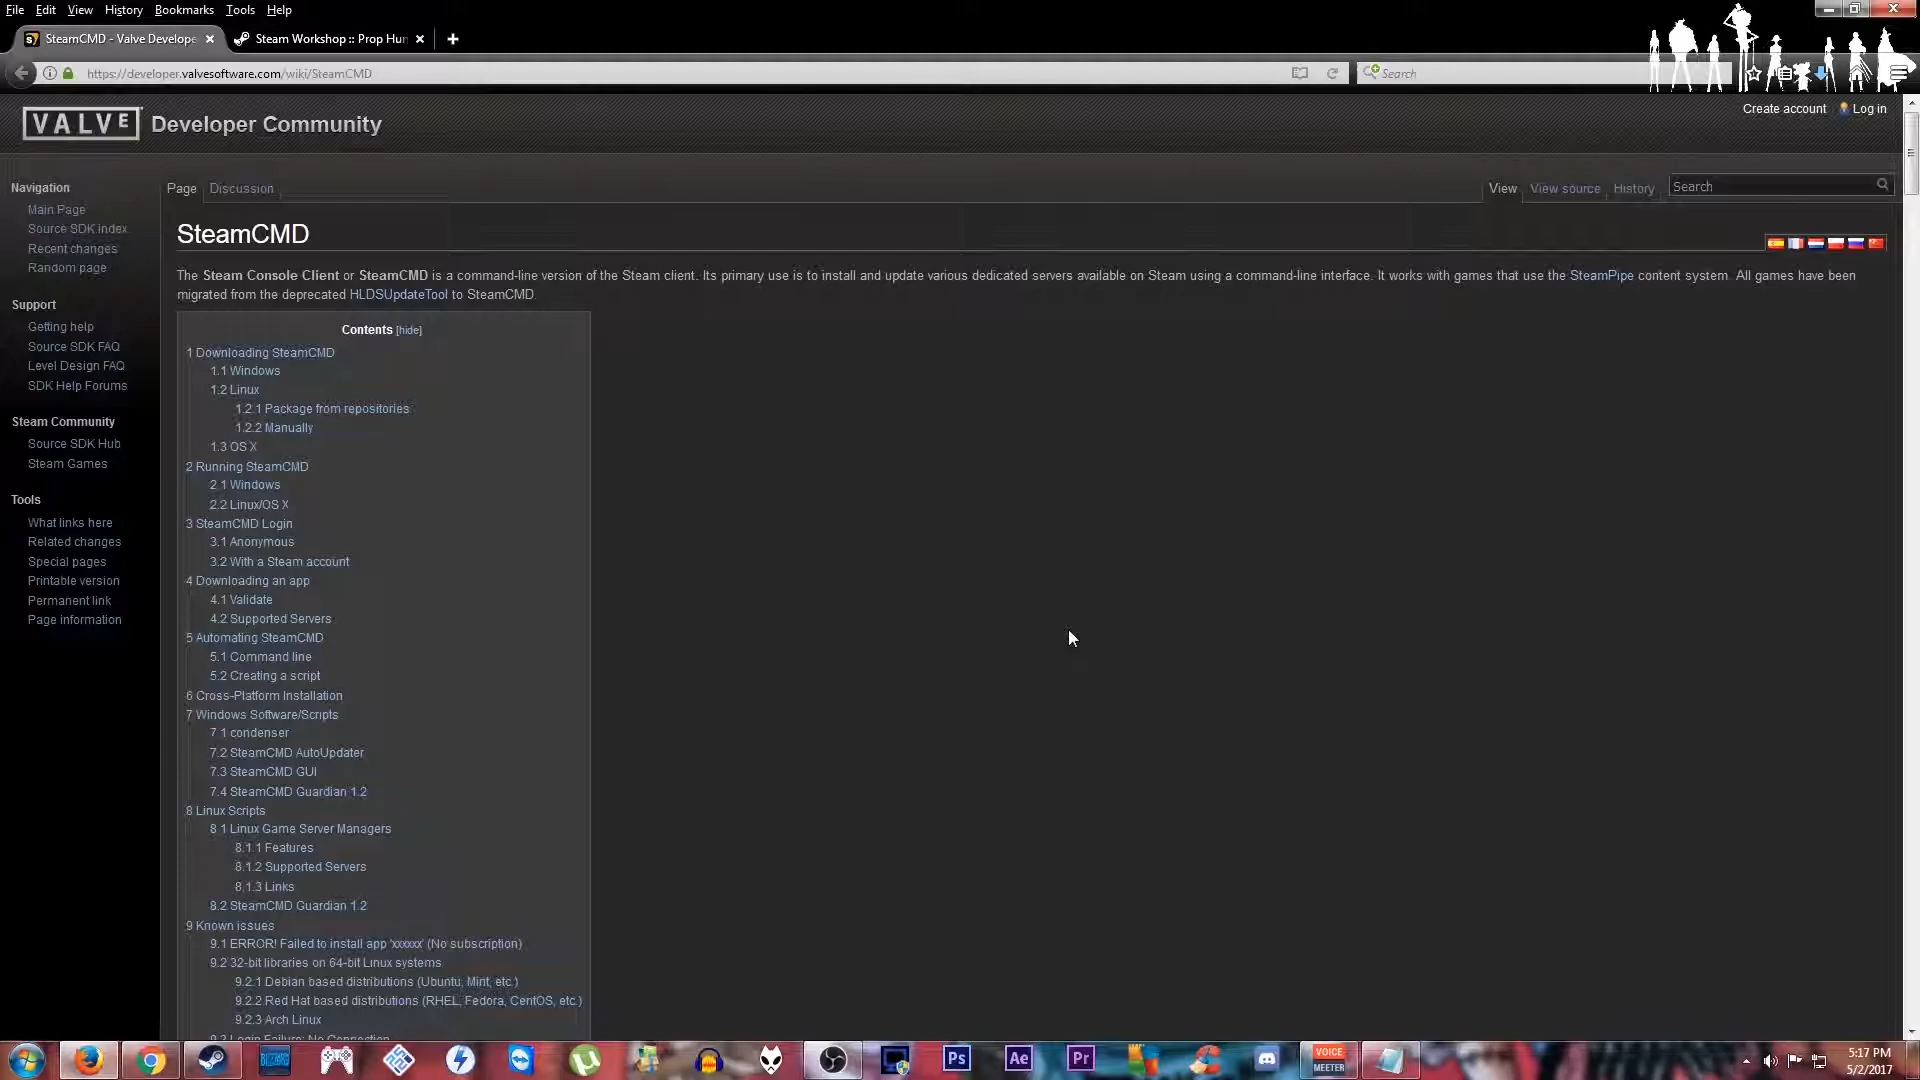 File Edit View History Bookmarks Tools Help
SteamCMD - Valve Develope
Steam Workshop :: Prop Hun
https://developer.valvesoftware.com/wiki/SteamCMD
Search
Create account Log in
VALVE Developer Community
Page Discussion
View View source History Search
Navigation
Main Page
Source SDK index
Recent changes
Random page
Support
Getting help
Source SDK FAQ
Level Design FAQ
SDK Help Forums
Steam Community
Source SDK Hub
Steam Games
Tools
What links here
Related changes
Special pages
Printable version
Permanent link
Page information
SteamCMD
The Steam Console Client or SteamCMD is a command-line version of the Steam client. Its primary use is to install and update various dedicated servers available on Steam using a command-line interface. It works with games that use the SteamPipe content system. All games have been
migrated from the deprecated HLDSUpdateTool to SteamCMD.
Contents [hide]
1 Downloading SteamCMD
1.1 Windows
1.2 Linux
1.2.1 Package from repositories
1.2.2 Manually
1.3 OS X
2 Running SteamCMD
2.1 Windows
2.2 Linux/OS X
3 SteamCMD Login
3.1 Anonymous
3.2 With a Steam account
4 Downloading an app
4.1 Validate
4.2 Supported Servers
5 Automating SteamCMD
5.1 Command line
5.2 Creating a script
6 Cross-Platform Installation
7 Windows Software/Scripts
7.1 condenser
7.2 SteamCMD AutoUpdater
7.3 SteamCMD GUI
7.4 SteamCMD Guardian 1.2
8 Linux Scripts
8.1 Linux Game Server Managers
8.1.1 Features
8.1.2 Supported Servers
8.1.3 Links
8.2 SteamCMD Guardian 1.2
9 Known issues
9.1 ERROR! Failed to install app 'xxxxxx' (No subscription)
9.2 32-bit libraries on 64-bit Linux systems
9.2.1 Debian based distributions (Ubuntu, Mint, etc.)
9.2.2 Red Hat based distributions (RHEL, Fedora, CentOS, etc.)
9.2.3 Arch Linux
9.3 Login Failure: No Connection
BLIZZARD
Ps
Ae
Pr
VOICE
MEETER
5:17 PM
5/2/2017